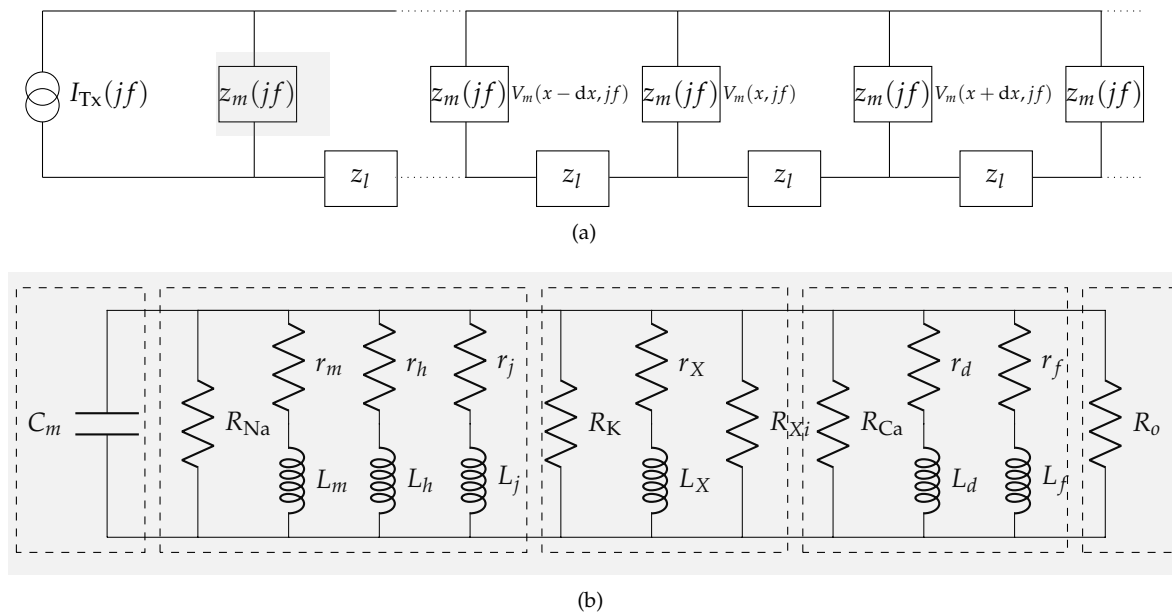 I_Tx(jf) z_m(jf) z_m(jf) V_m(x − dx, jf) z_m(jf) V_m(x, jf) z_m(jf) V_m(x + dx, jf) z_m(jf)
z_l z_l z_l z_l
(a)
r_m r_h r_j r_X r_d r_f
C_m R_Na R_K R_Xi R_Ca R_o
L_m L_h L_j L_X L_d L_f
(b)